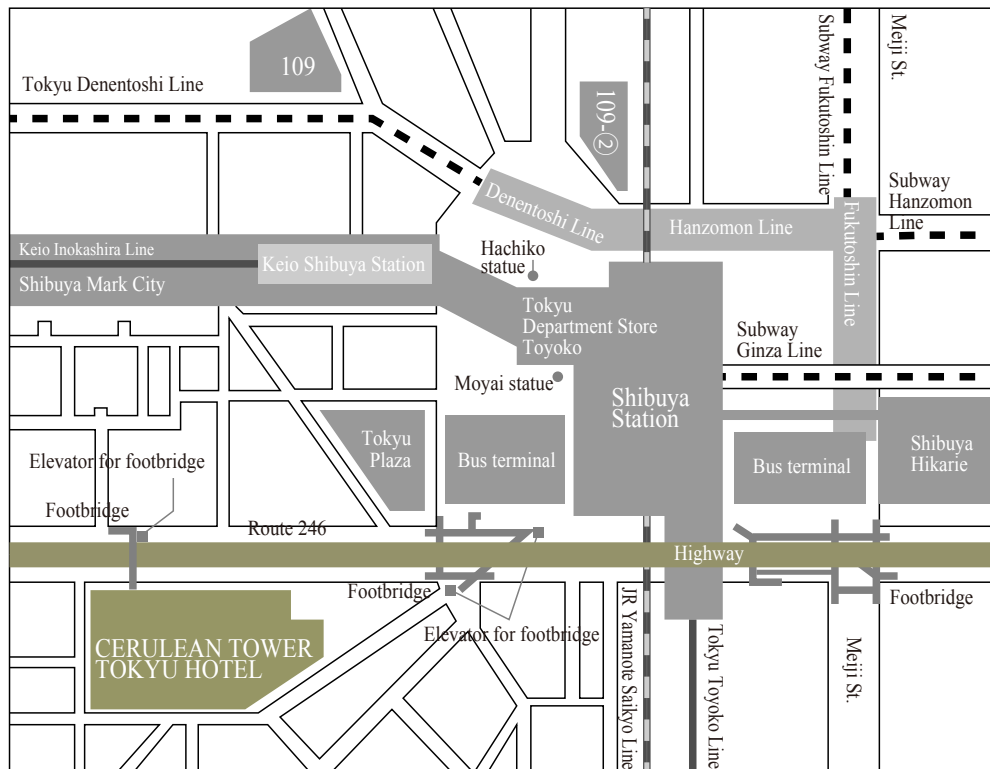 109
Tokyu Denentoshi Line
109-②
Subway Fukutoshin Line
Meiji St.
Subway
Hanzomon
Line
Denentoshi Line
Hanzomon Line
Fukutoshin Line
Keio Inokashira Line
Keio Shibuya Station
Shibuya Mark City
Hachiko
statue
Tokyu
Department Store
Toyoko
Subway
Ginza Line
Moyai statue
Shibuya
Station
Tokyu
Plaza
Bus terminal
Bus terminal
Shibuya
Hikarie
Elevator for footbridge
Footbridge
Route 246
Highway
Footbridge
Footbridge
Elevator for footbridge
CERULEAN TOWER
TOKYU HOTEL
JR Yamanote Saikyo Line
Tokyu Toyoko Line
Meiji St.